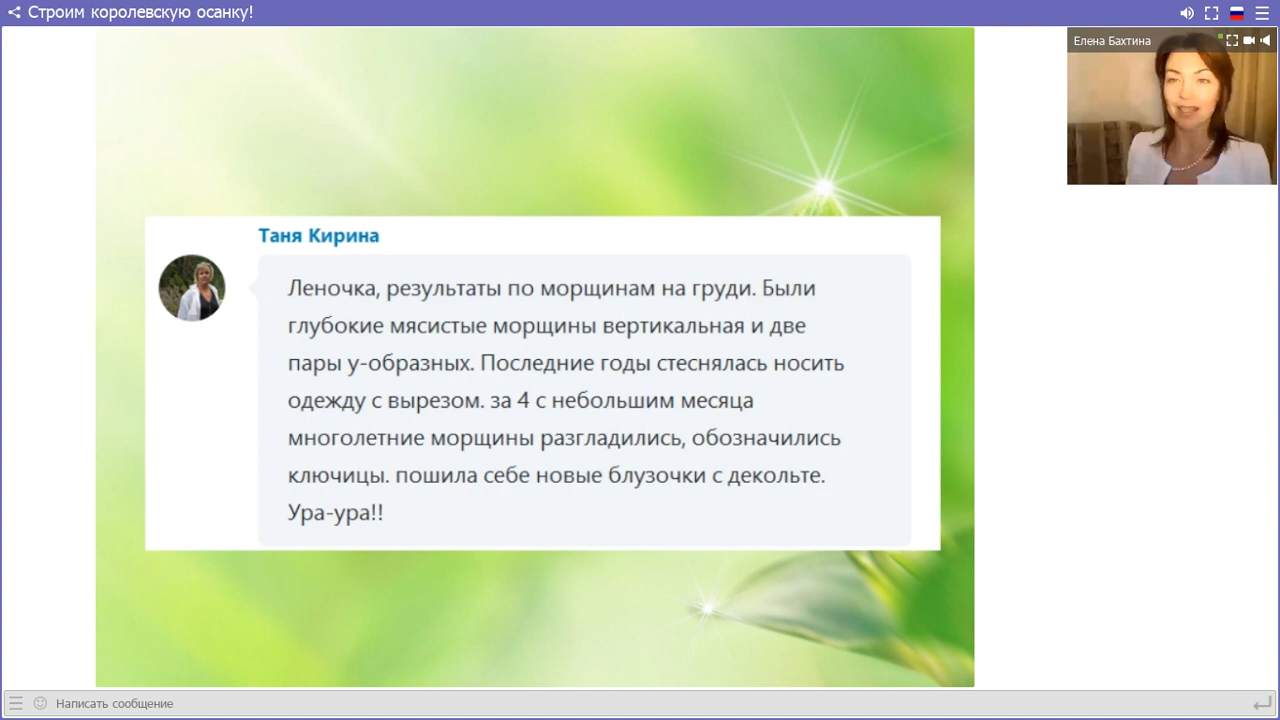 Строим королевскую осанку!
Елена Бахтина
Таня Кирина
Леночка, результаты по морщинам на груди. Были
глубокие мясистые морщины вертикальная и две
пары у-образных. Последние годы стеснялась носить
одежду с вырезом. за 4 с небольшим месяца
многолетние морщины разгладились, обозначились
ключицы. пошила себе новые блузочки с декольте.
Ура-ура!!
Написать сообщение